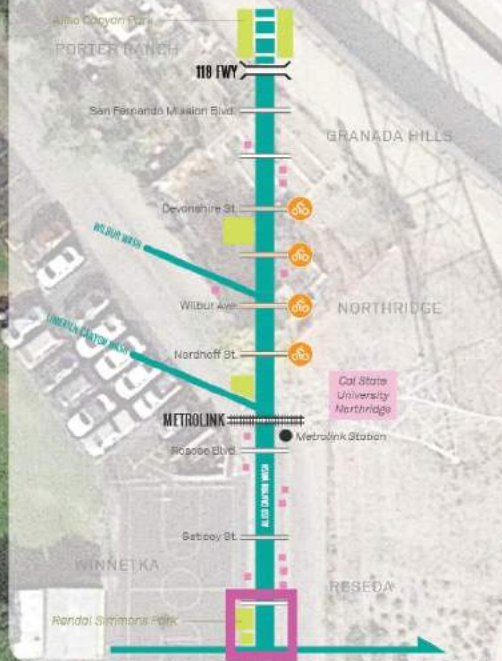 Aliso Canyon Park
PORTER RANCH
118 FWY
San Fernando Mission Blvd.
GRANADA HILLS
Devonshire St.
WILBUR WASH
Wilbur Ave
NORTHRIDGE
LIMEKILN CANYON WASH
Nordhoff St.
Cal State
University
Northridge
METROLINK
Metrolink Station
Roscoe Blvd.
ALISO CANYON WASH
Saticoy St.
WINNETKA
RESEDA
Randal Simmons Park